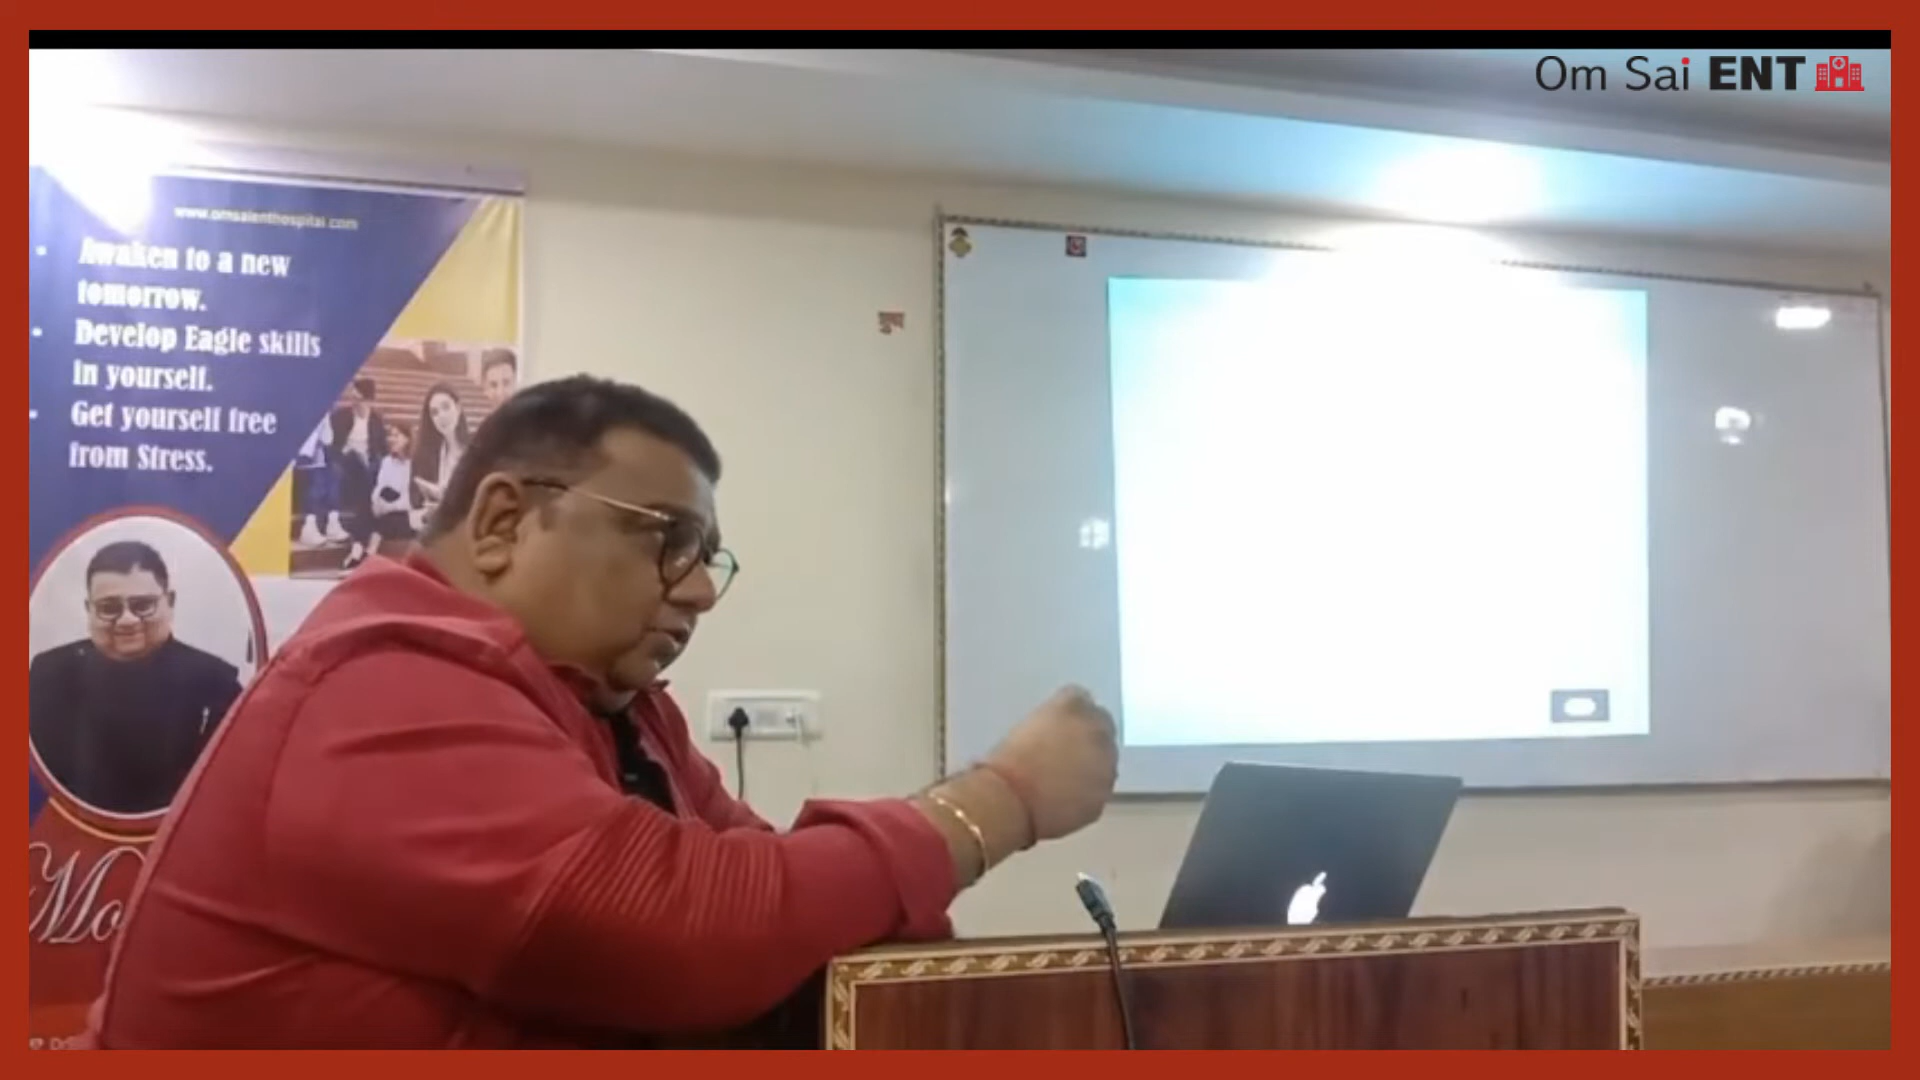 Om Sai ENT
www.omsaienthospital.com
Awaken to a new
tomorrow.
Develop Eagle skills
in yourself.
Get yourself free
from Stress.
Mo